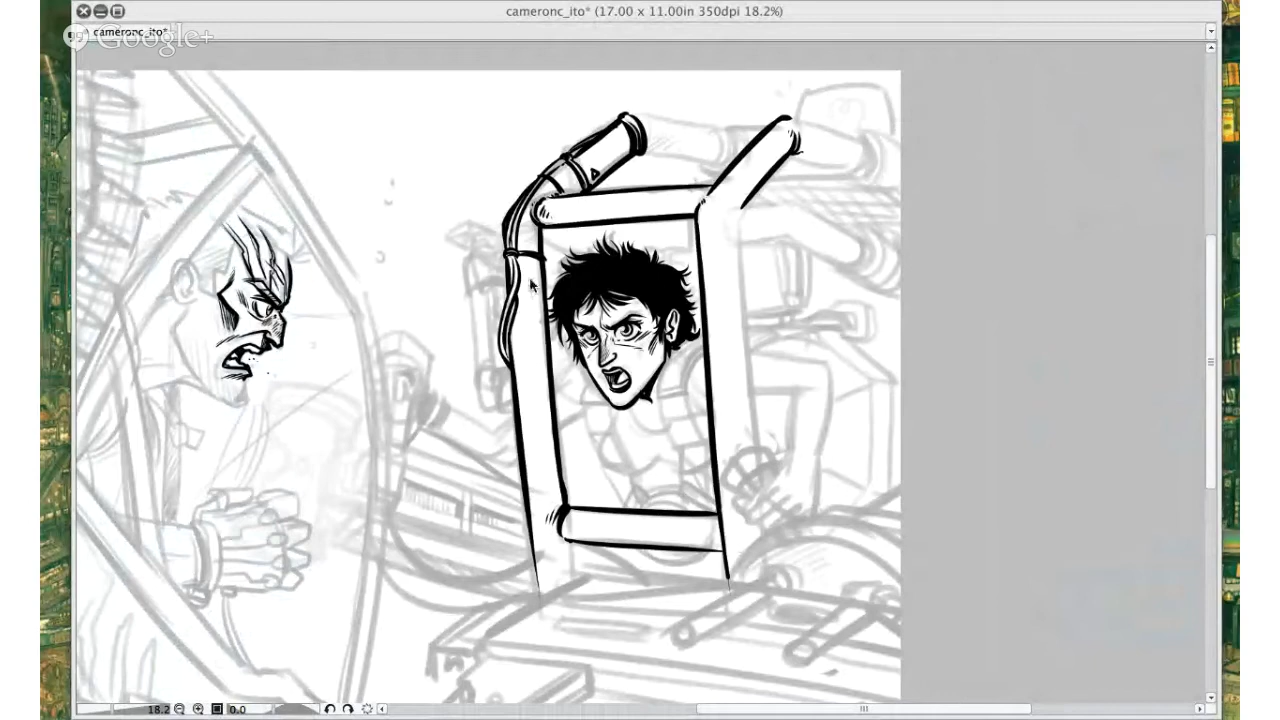 cameronc_ito* (17.00 x 11.00in 350dpi 18.2%)
cameronc_ito*
Google+
18.2
0.0